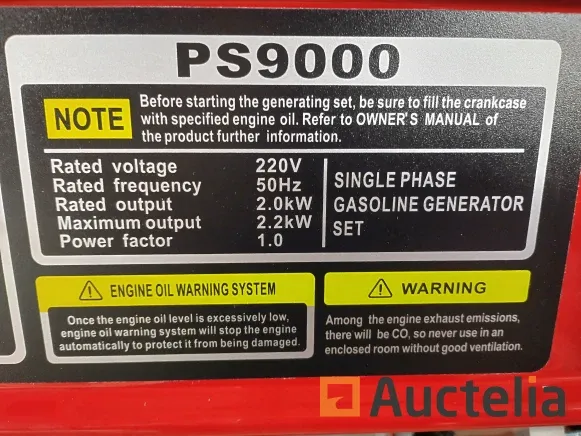 PS9000
NOTE
Before starting the generating set, be sure to fill the crankcase
with specified engine oil. Refer to OWNER'S MANUAL of
the product further information.
Rated voltage 220V
Rated frequency 50Hz
Rated output 2.0kW
Maximum output 2.2kW
Power factor 1.0
SINGLE PHASE
GASOLINE GENERATOR
SET
ENGINE OIL WARNING SYSTEM
Once the engine oil level is excessively low,
engine oil warning system will stop the engine
automatically to protect it from being damaged.
WARNING
Among the engine exhaust emissions,
there will be CO, so never use in an
enclosed room without good ventilation.
Auctelia